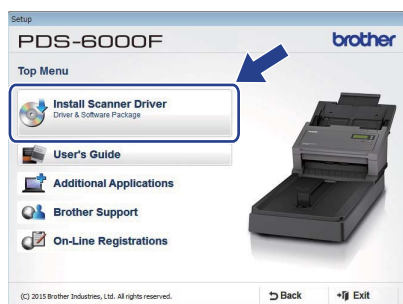 Setup
PDS-6000F
brother
Top Menu
Install Scanner Driver
Driver & Software Package
User's Guide
Additional Applications
Brother Support
On-Line Registrations
(C) 2015 Brother Industries, Ltd. All rights reserved.
Back
Exit